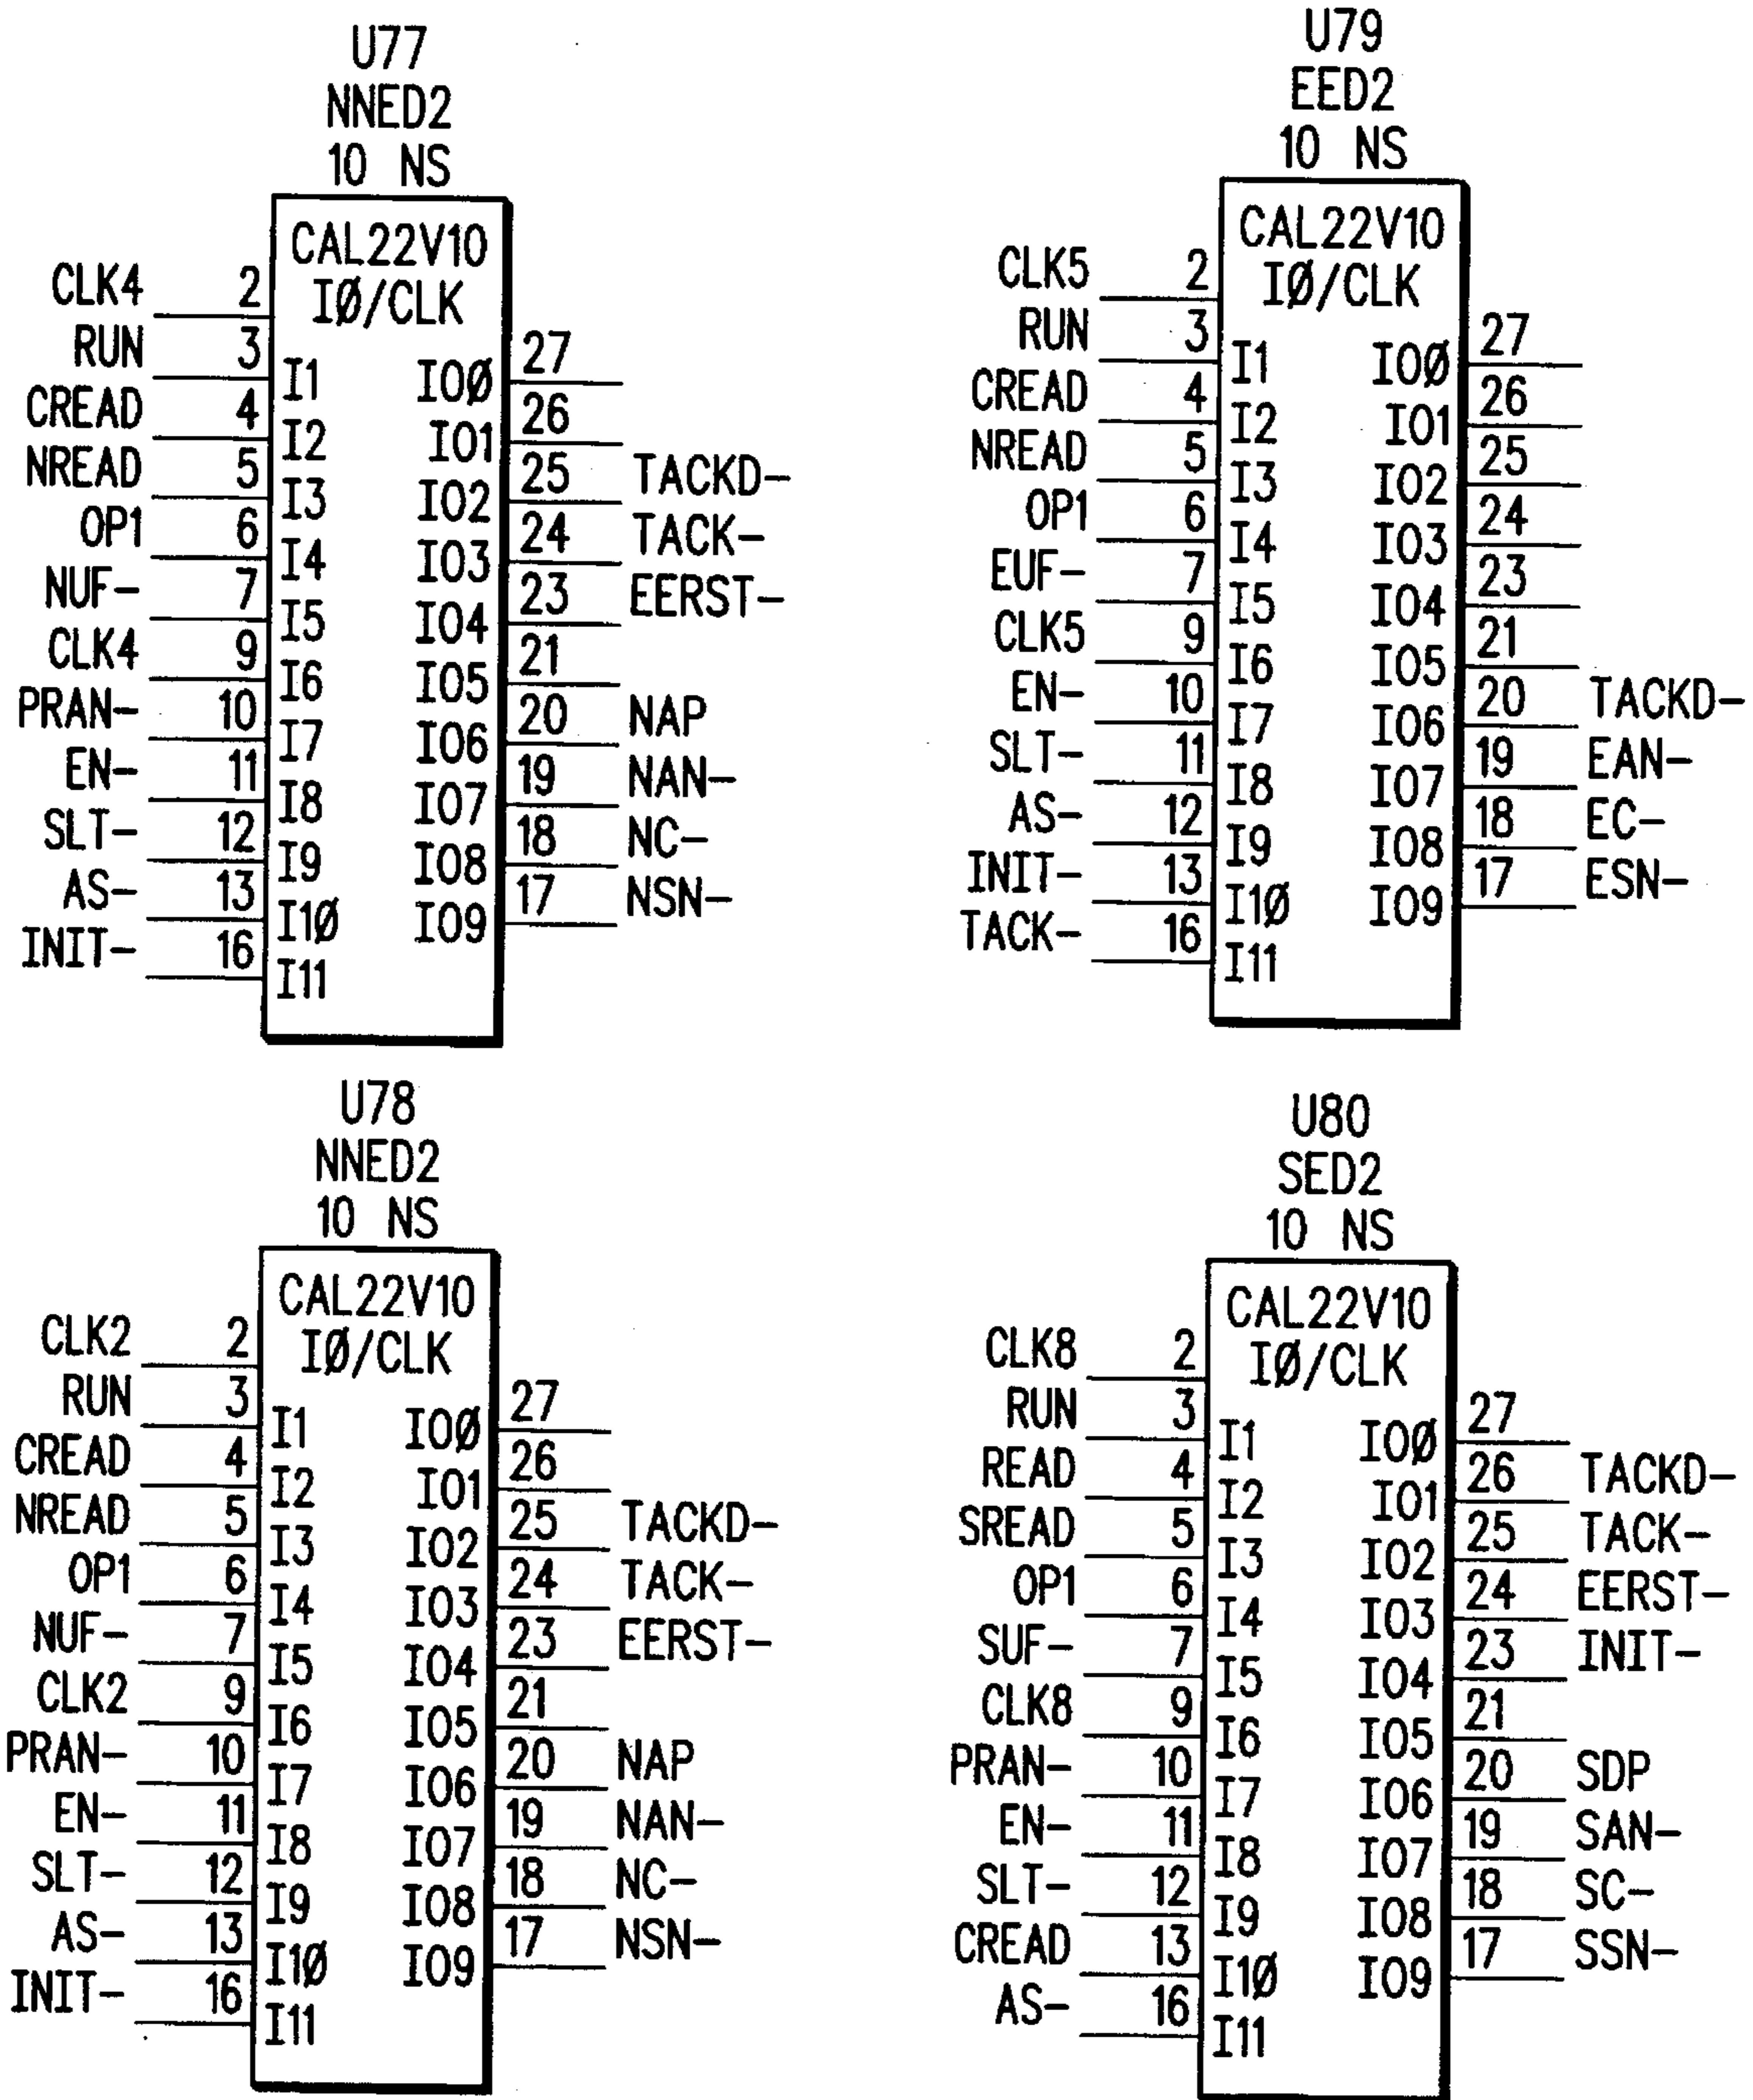 U77
NNED2
10 NS
CAL22V10
IØ/CLK
CLK4 2
RUN 3 I1 IOØ 27
CREAD 4 I2 IO1 26
NREAD 5 I3 IO2 25 TACKD-
OP1 6 I4 IO3 24 TACK-
NUF- 7 I5 IO4 23 EERST-
CLK4 9 I6 IO5 21
PRAN- 10 I7 IO6 20 NAP
EN- 11 I8 IO7 19 NAN-
SLT- 12 I9 IO8 18 NC-
AS- 13 I1Ø IO9 17 NSN-
INIT- 16 I11
U79
EED2
10 NS
CAL22V10
IØ/CLK
CLK5 2
RUN 3 I1 IOØ 27
CREAD 4 I2 IO1 26
NREAD 5 I3 IO2 25
OP1 6 I4 IO3 24
EUF- 7 I5 IO4 23
CLK5 9 I6 IO5 21
EN- 10 I7 IO6 20 TACKD-
SLT- 11 I8 IO7 19 EAN-
AS- 12 I9 IO8 18 EC-
INIT- 13 I1Ø IO9 17 ESN-
TACK- 16 I11
U78
NNED2
10 NS
CAL22V10
IØ/CLK
CLK2 2
RUN 3 I1 IOØ 27
CREAD 4 I2 IO1 26
NREAD 5 I3 IO2 25 TACKD-
OP1 6 I4 IO3 24 TACK-
NUF- 7 I5 IO4 23 EERST-
CLK2 9 I6 IO5 21
PRAN- 10 I7 IO6 20 NAP
EN- 11 I8 IO7 19 NAN-
SLT- 12 I9 IO8 18 NC-
AS- 13 I1Ø IO9 17 NSN-
INIT- 16 I11
U80
SED2
10 NS
CAL22V10
IØ/CLK
CLK8 2
RUN 3 I1 IOØ 27
READ 4 I2 IO1 26 TACKD-
SREAD 5 I3 IO2 25 TACK-
OP1 6 I4 IO3 24 EERST-
SUF- 7 I5 IO4 23 INIT-
CLK8 9 I6 IO5 21
PRAN- 10 I7 IO6 20 SDP
EN- 11 I8 IO7 19 SAN-
SLT- 12 I9 IO8 18 SC-
CREAD 13 I1Ø IO9 17 SSN-
AS- 16 I11